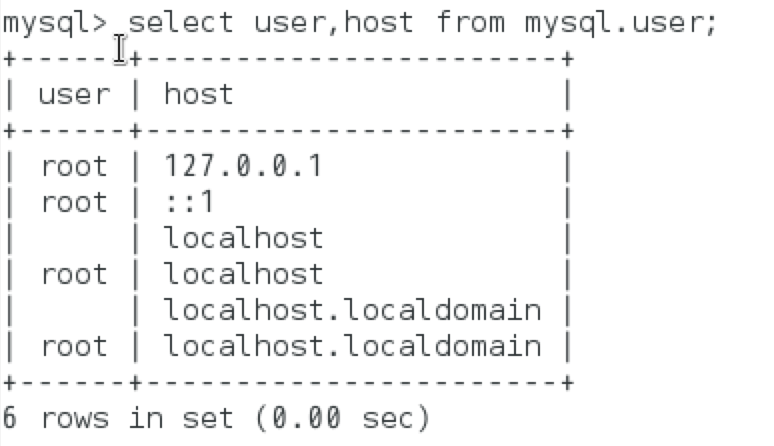 mysql> select user,host from mysql.user;
+------+-----------------------+
| user | host                  |
+------+-----------------------+
| root | 127.0.0.1             |
| root | ::1                   |
|      | localhost             |
| root | localhost             |
|      | localhost.localdomain |
| root | localhost.localdomain |
+------+-----------------------+
6 rows in set (0.00 sec)